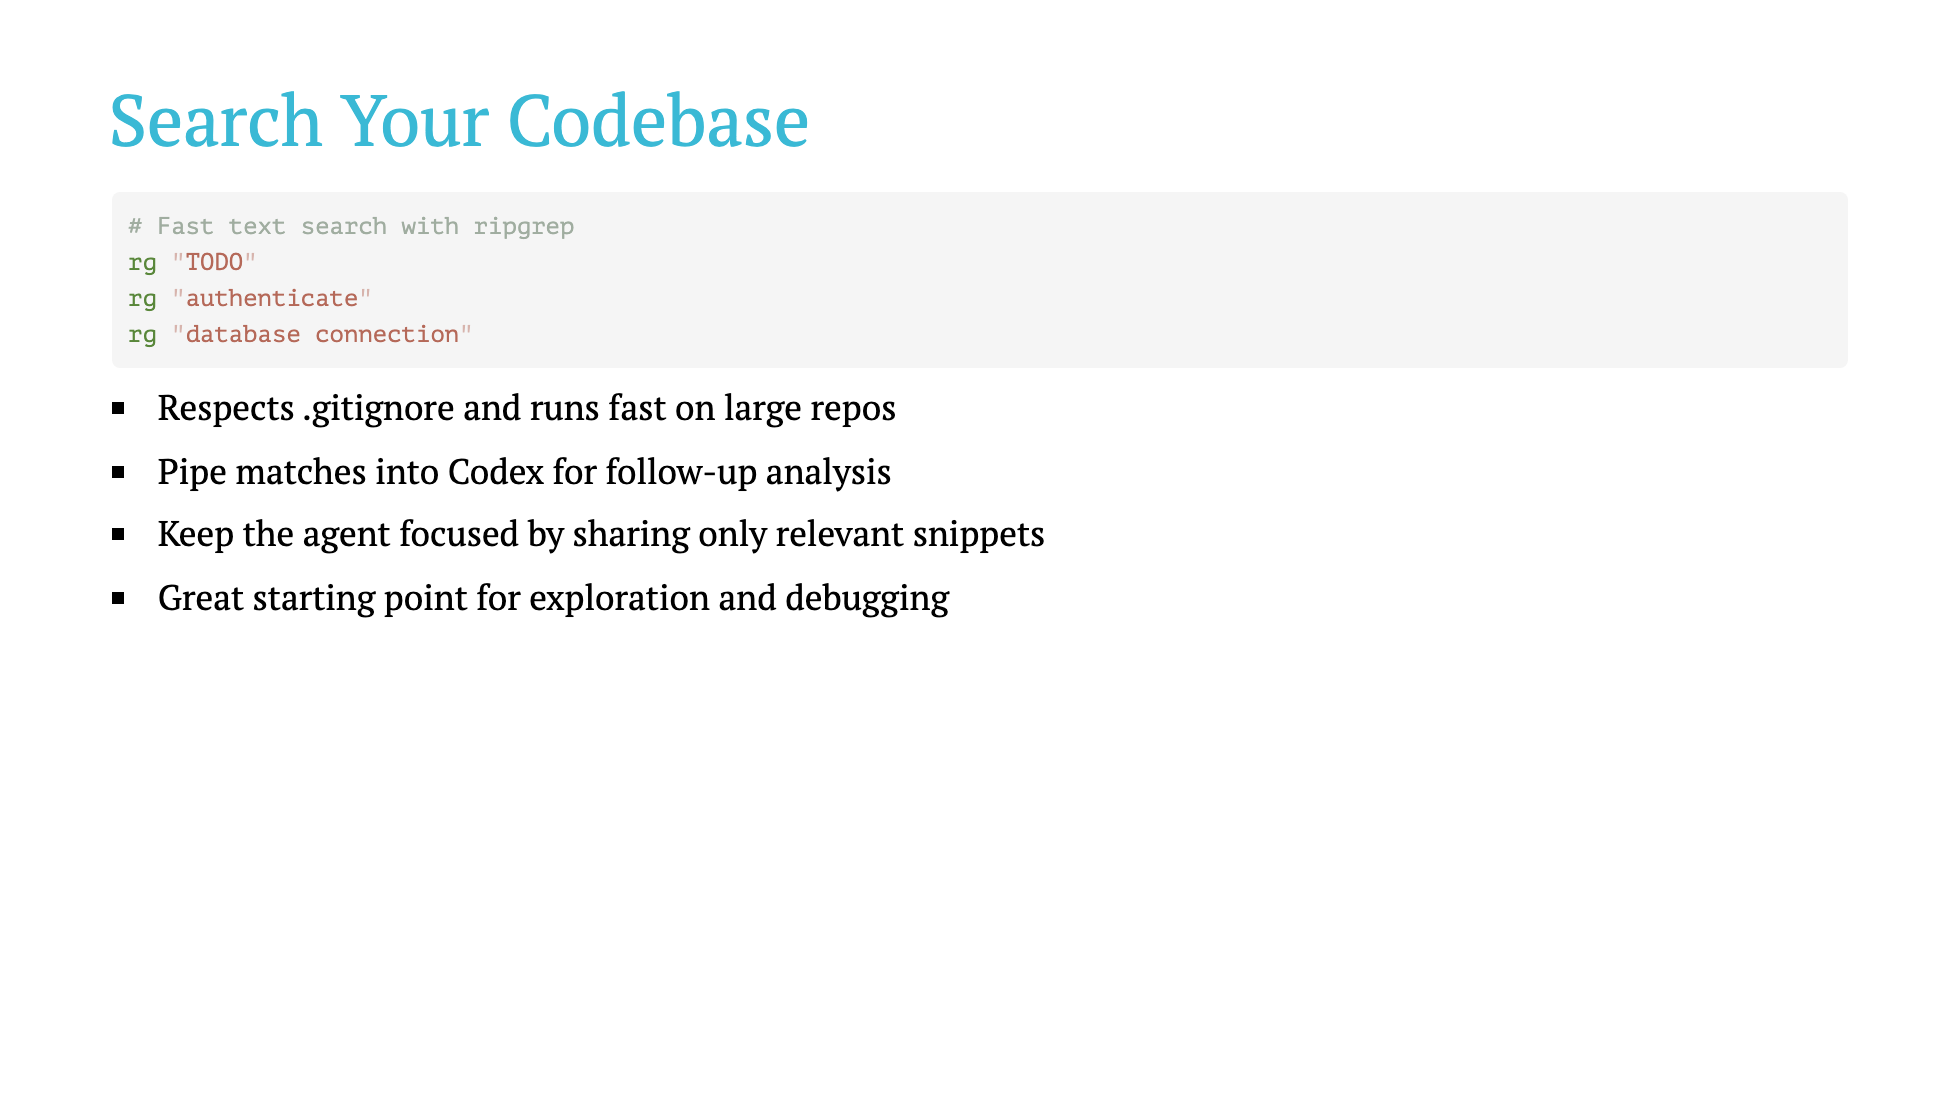 Search Your Codebase
# Fast text search with ripgrep
rg "TODO"
rg "authenticate"
rg "database connection"
▪ Respects .gitignore and runs fast on large repos
▪ Pipe matches into Codex for follow-up analysis
▪ Keep the agent focused by sharing only relevant snippets
▪ Great starting point for exploration and debugging